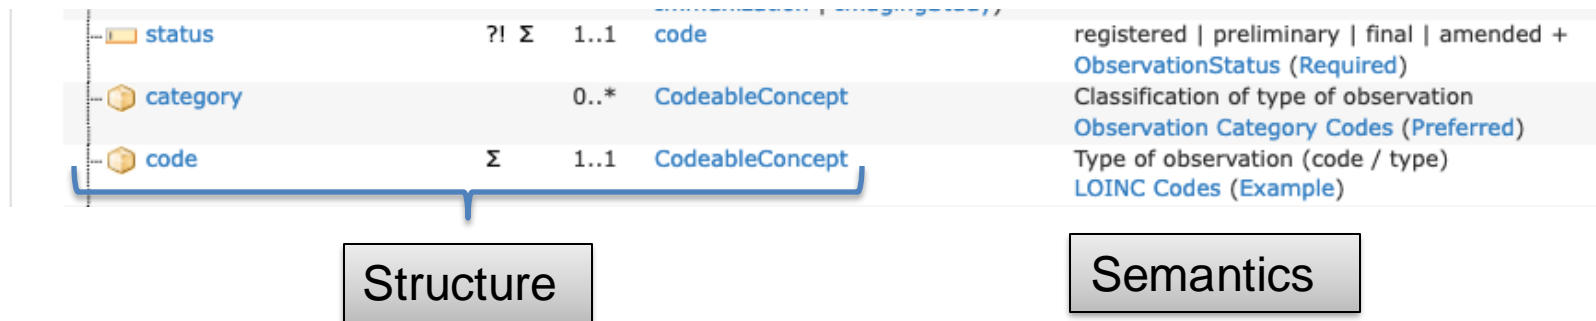 status ?! Σ 1..1 code registered | preliminary | final | amended +
ObservationStatus (Required)
category 0..* CodeableConcept Classification of type of observation
Observation Category Codes (Preferred)
code Σ 1..1 CodeableConcept Type of observation (code / type)
LOINC Codes (Example)
Structure
Semantics